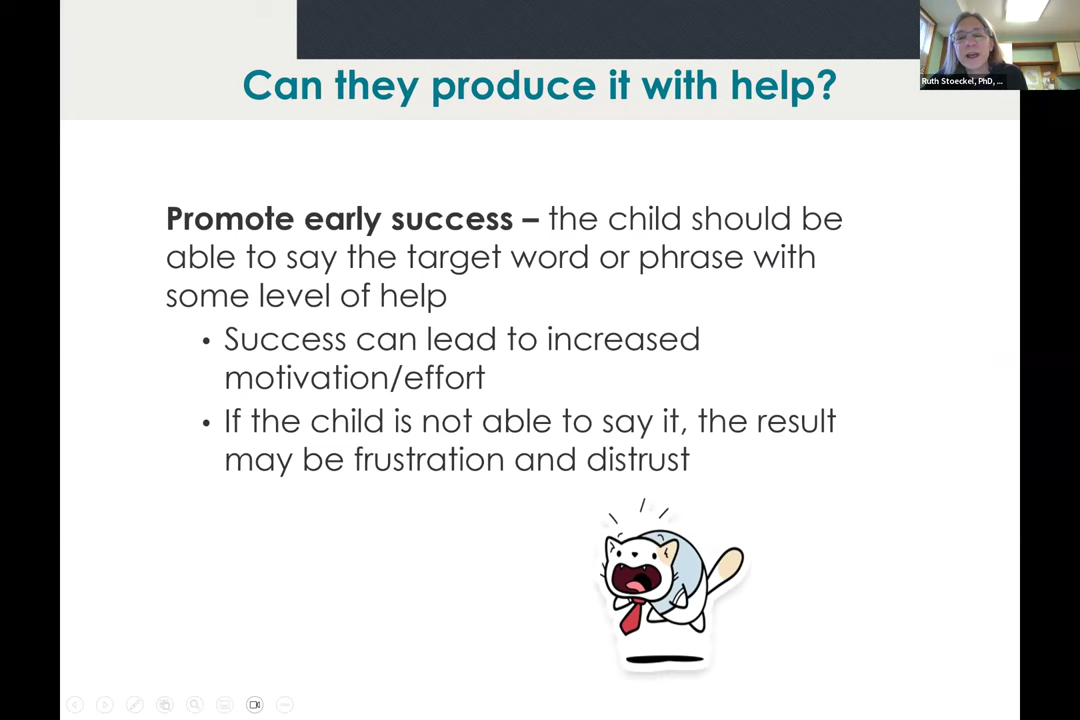 Can they produce it with help?
Ruth Stoeckel, PhD, ...
Promote early success – the child should be
able to say the target word or phrase with
some level of help
• Success can lead to increased
motivation/effort
• If the child is not able to say it, the result
may be frustration and distrust